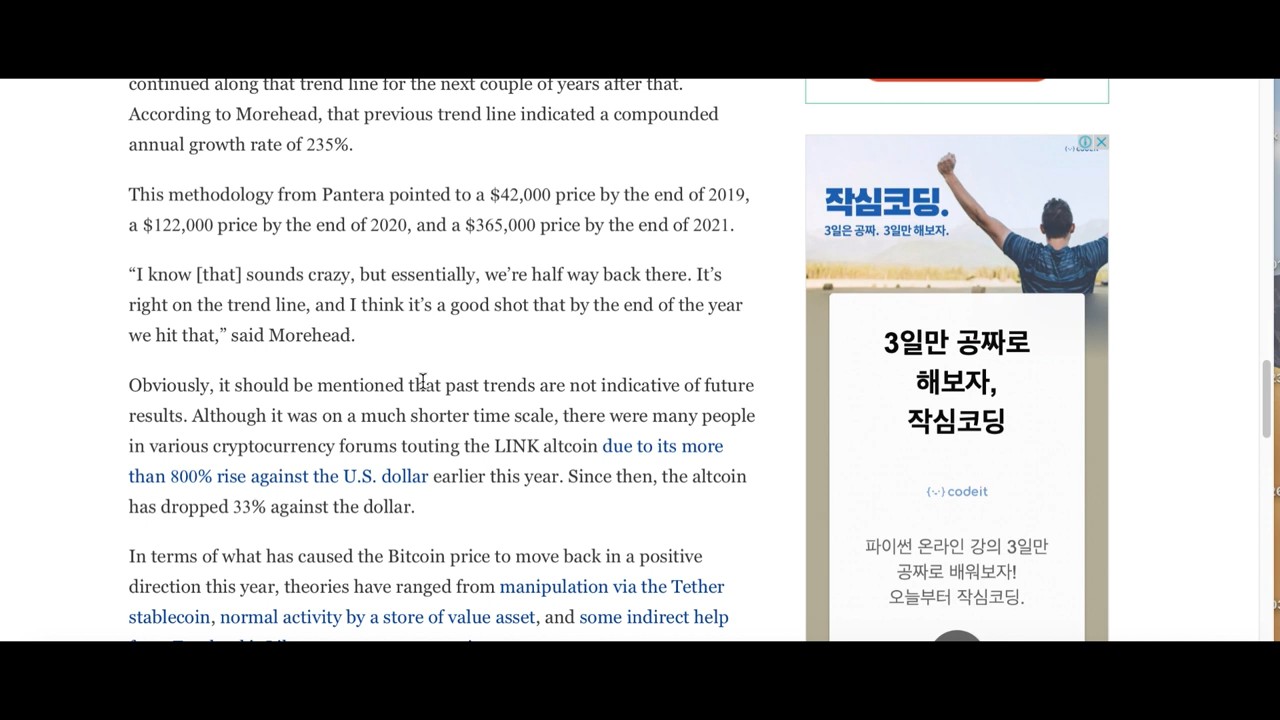 continued along that trend line for the next couple of years after that.
According to Morehead, that previous trend line indicated a compounded
annual growth rate of 235%.
This methodology from Pantera pointed to a $42,000 price by the end of 2019,
a $122,000 price by the end of 2020, and a $365,000 price by the end of 2021.
“I know [that] sounds crazy, but essentially, we’re half way back there. It’s
right on the trend line, and I think it’s a good shot that by the end of the year
we hit that,” said Morehead.
Obviously, it should be mentioned that past trends are not indicative of future
results. Although it was on a much shorter time scale, there were many people
in various cryptocurrency forums touting the LINK altcoin due to its more
than 800% rise against the U.S. dollar earlier this year. Since then, the altcoin
has dropped 33% against the dollar.
In terms of what has caused the Bitcoin price to move back in a positive
direction this year, theories have ranged from manipulation via the Tether
stablecoin, normal activity by a store of value asset, and some indirect help
작심코딩.
3일은 공짜. 3일만 해보자.
3일만 공짜로
해보자,
작심코딩
{·-·} codeit
파이썬 온라인 강의 3일만
공짜로 배워보자!
오늘부터 작심코딩.